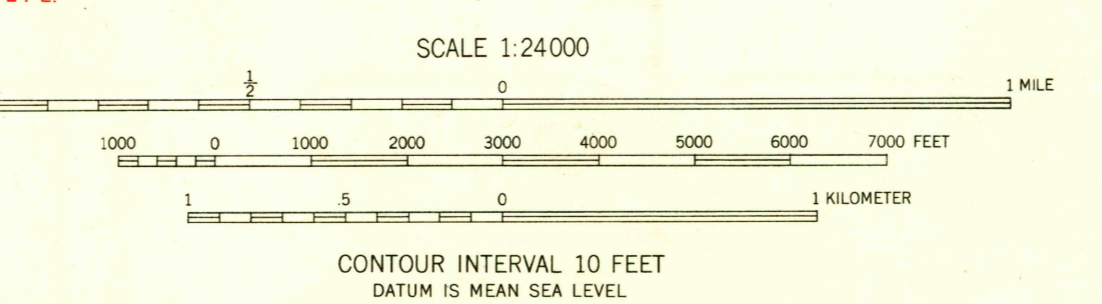 SCALE 1:24000
1/2 0 1 MILE
1000 0 1000 2000 3000 4000 5000 6000 7000 FEET
1 .5 0 1 KILOMETER
CONTOUR INTERVAL 10 FEET
DATUM IS MEAN SEA LEVEL